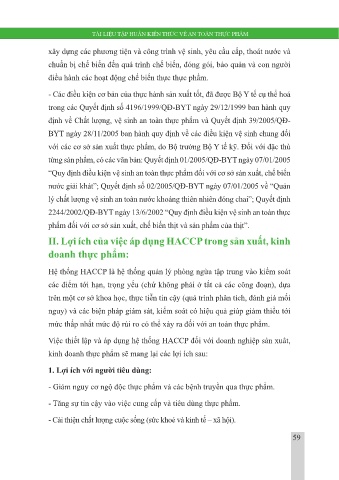 TÀI LIỆU TẬP HUẤN KIẾN THỨC VỀ AN TOÀN THỰC PHẨM
xây dựng các phương tiện và công trình vệ sinh, yêu cầu cấp, thoát nước và
chuẩn bị chế biến đến quá trình chế biến, đóng gói, bảo quản và con người
điều hành các hoạt động chế biến thực thực phẩm.
- Các điều kiện cơ bản của thực hành sản xuất tốt, đã được Bộ Y tế cụ thể hoá
trong các Quyết định số 4196/1999/QĐ-BYT ngày 29/12/1999 ban hành quy
định về Chất lượng, vệ sinh an toàn thực phẩm và Quyết định 39/2005/QĐ-
BYT ngày 28/11/2005 ban hành quy định về các điều kiện vệ sinh chung đối
với các cơ sở sản xuất thực phẩm, do Bộ trưởng Bộ Y tế ký. Đối với đặc thù
từng sản phẩm, có các văn bản: Quyết định 01/2005/QĐ-BYT ngày 07/01/2005
“Quy định điều kiện vệ sinh an toàn thực phẩm đối với cơ sở sản xuất, chế biến
nước giải khát”; Quyết định số 02/2005/QĐ-BYT ngày 07/01/2005 về “Quản
lý chất lượng vệ sinh an toàn nước khoáng thiên nhiên đóng chai”; Quyết định
2244/2002/QĐ-BYT ngày 13/6/2002 “Quy định điều kiện vệ sinh an toàn thực
phẩm đối với cơ sở sản xuất, chế biến thịt và sản phẩm của thịt”.
II. Lợi ích của việc áp dụng HACCP trong sản xuất, kinh
doanh thực phẩm:
Hệ thống HACCP là hệ thống quản lý phòng ngừa tập trung vào kiểm soát
các điểm tới hạn, trọng yếu (chứ không phải ở tất cả các công đoạn), dựa
trên một cơ sở khoa học, thực tiễn tin cậy (quá trình phân tích, đánh giá mối
nguy) và các biện pháp giám sát, kiểm soát có hiệu quả giúp giảm thiểu tới
mức thấp nhất mức độ rủi ro có thể xảy ra đối với an toàn thực phẩm.
Việc thiết lập và áp dụng hệ thống HACCP đối với doanh nghiệp sản xuất,
kinh doanh thực phẩm sẽ mang lại các lợi ích sau:
1. Lợi ích với người tiêu dùng:
- Giảm nguy cơ ngộ độc thực phẩm và các bệnh truyền qua thực phẩm.
- Tăng sự tin cậy vào việc cung cấp và tiêu dùng thực phẩm.
- Cải thiện chất lượng cuộc sống (sức khoẻ và kinh tế – xã hội).
59